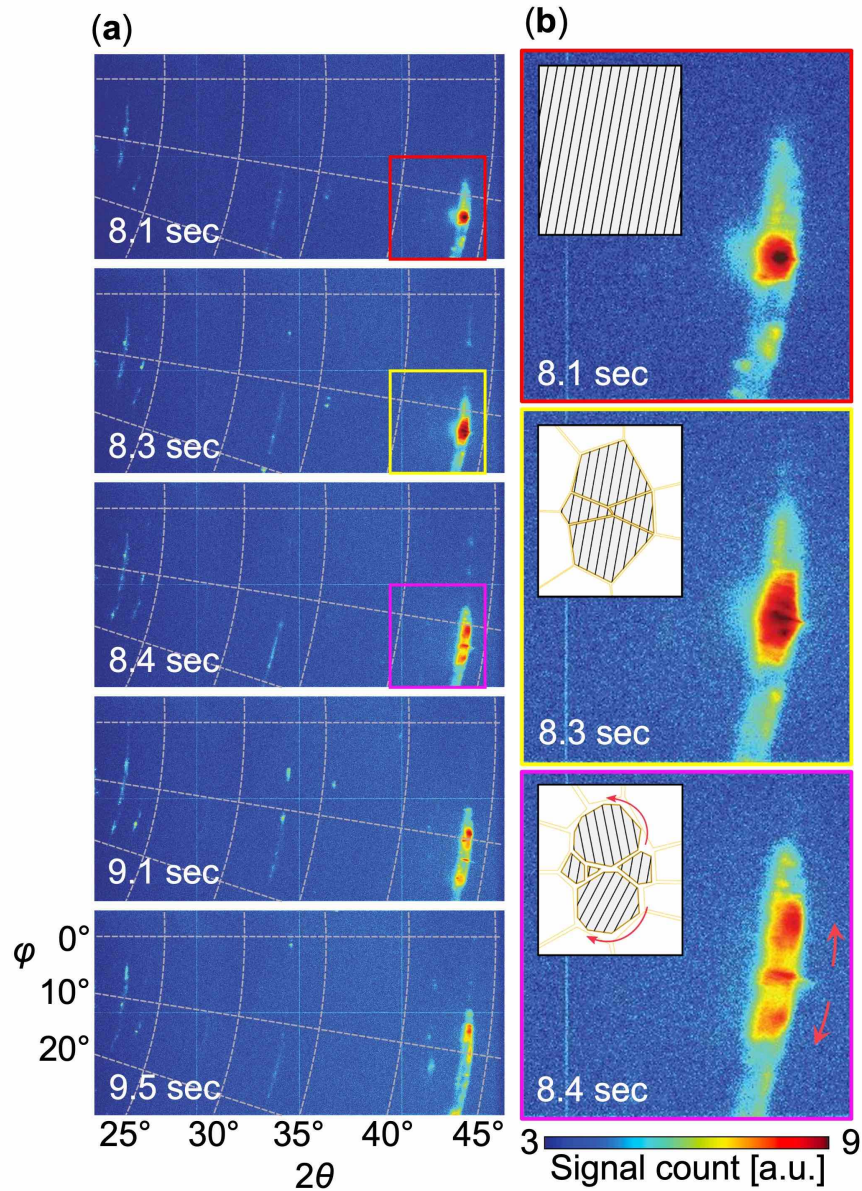 (a)
(b)
8.1 sec
8.3 sec
8.4 sec
9.1 sec
9.5 sec
φ
0°
10°
20°
25° 30° 35° 40° 45°
2θ
8.1 sec
8.3 sec
8.4 sec
3 9
Signal count [a.u.]